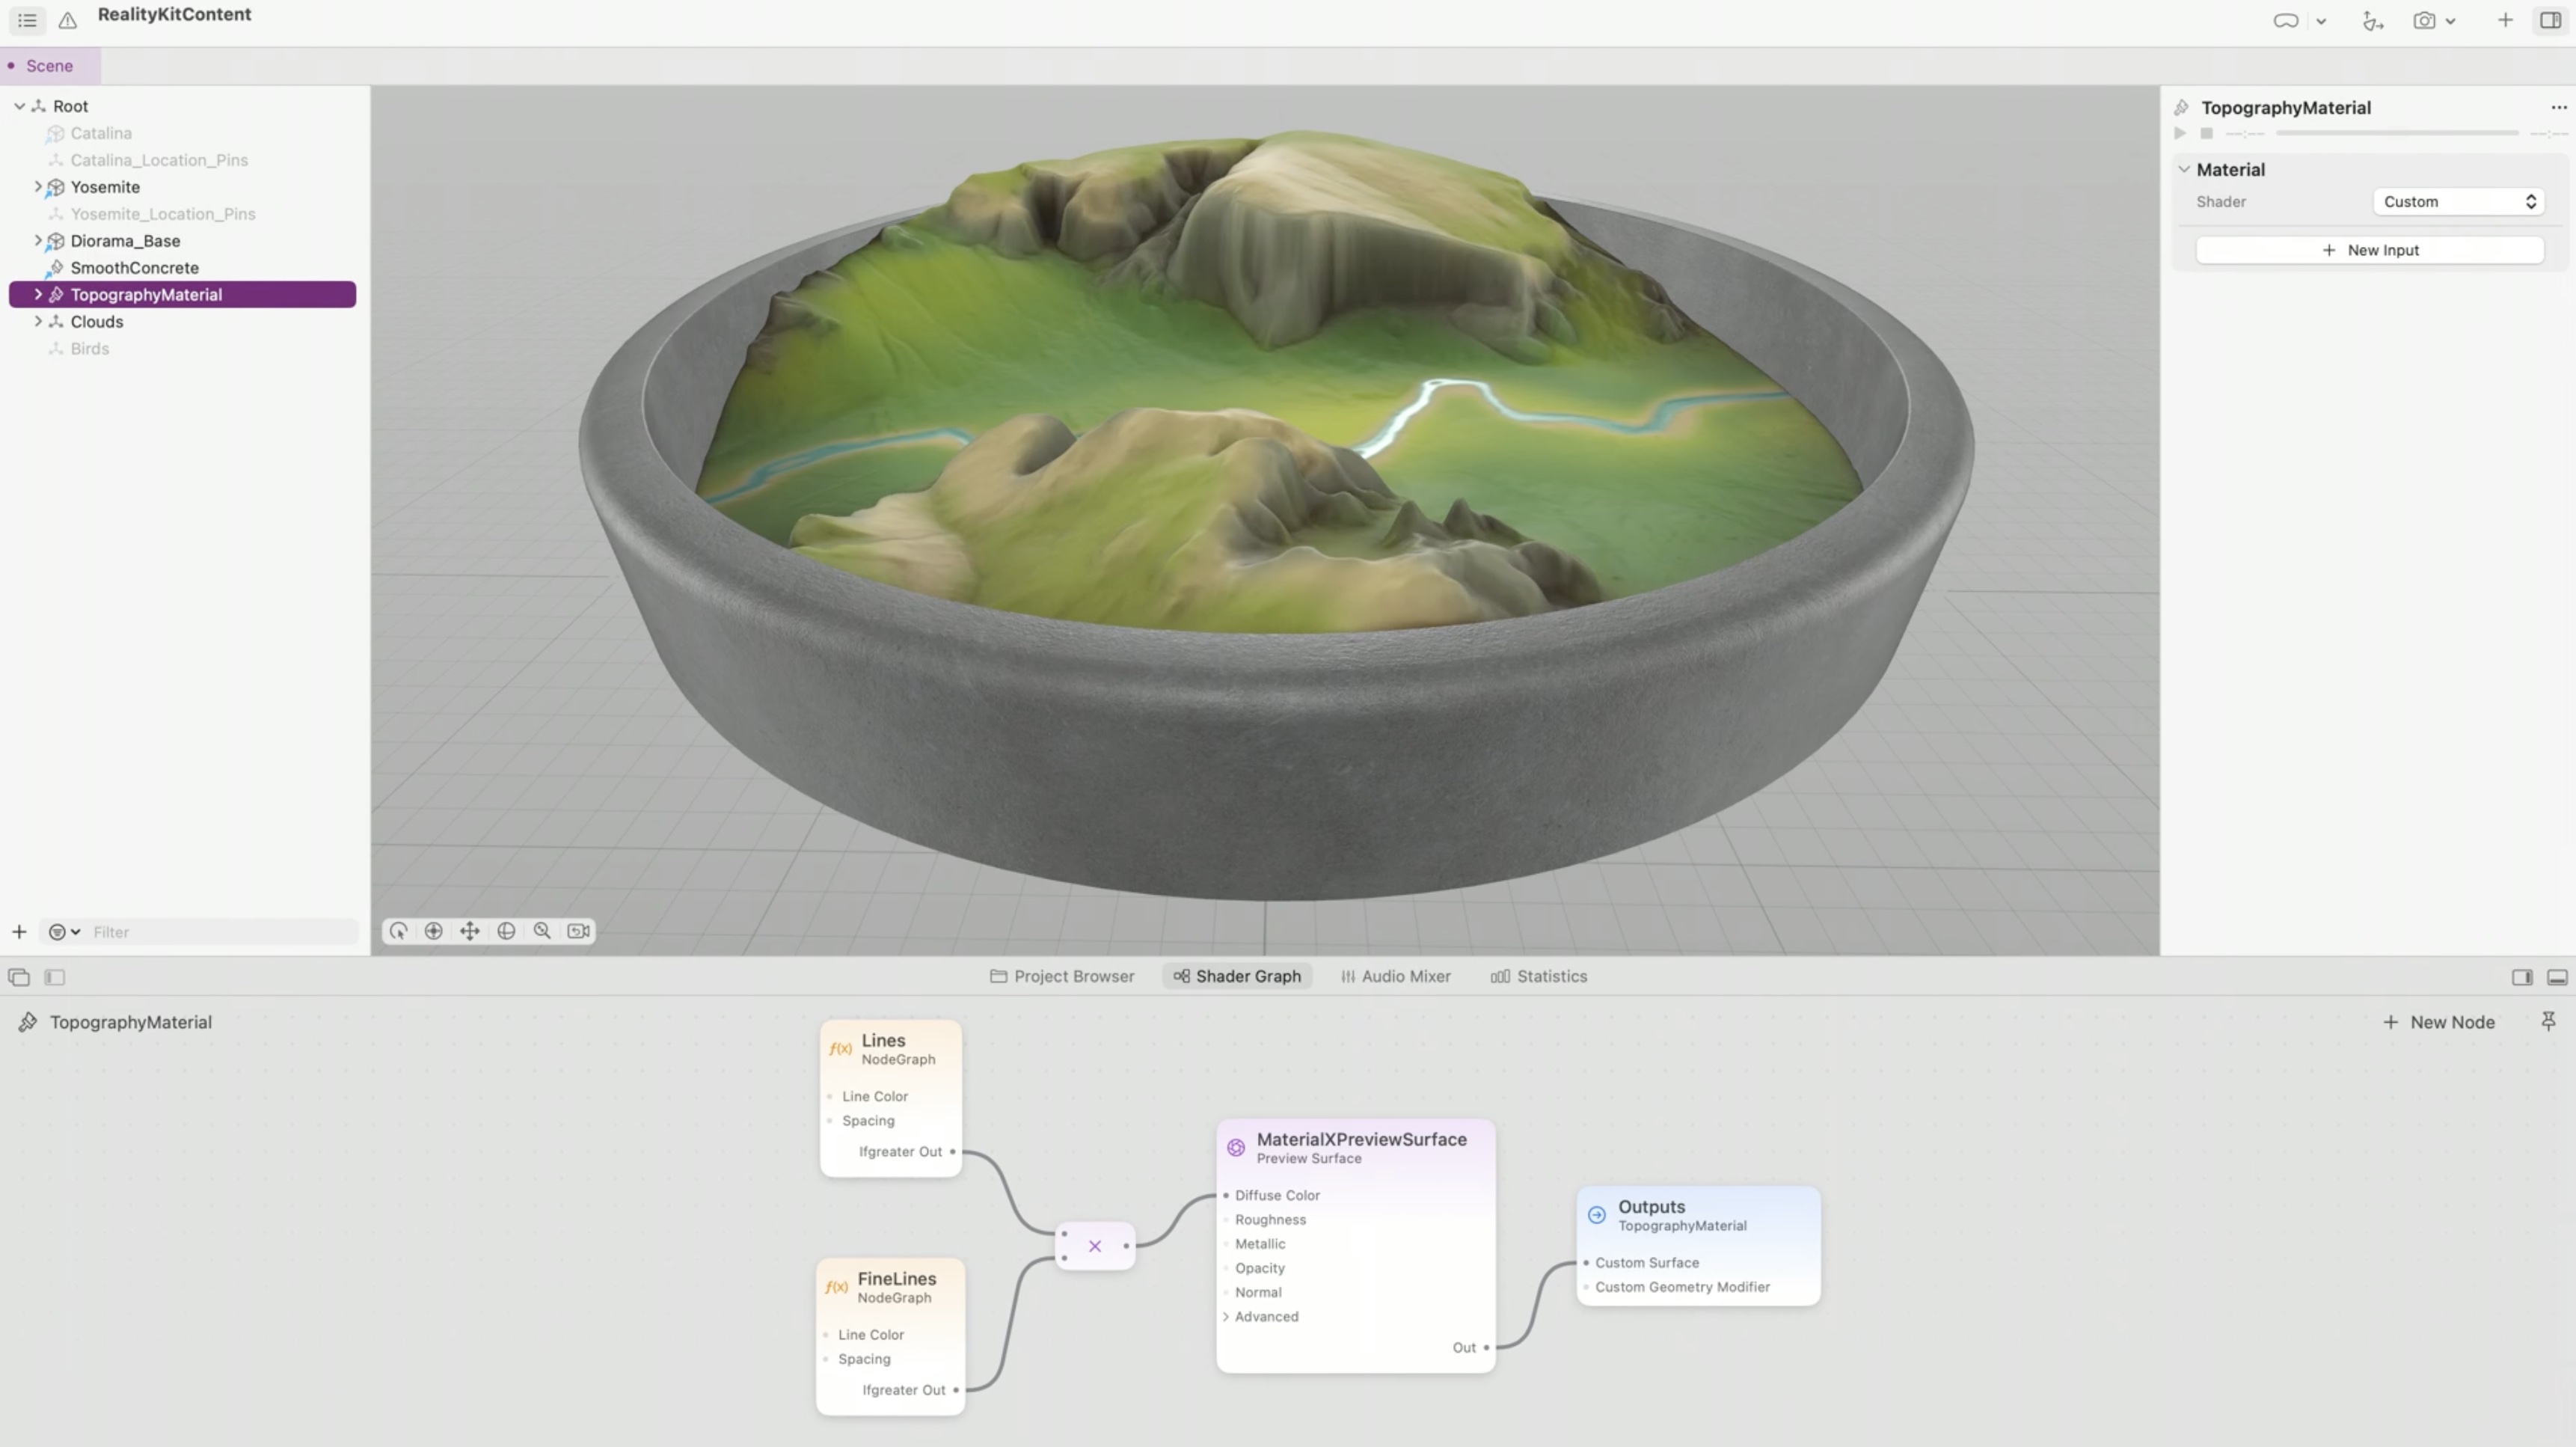 RealityKitContent
Scene
Root
Catalina
Catalina_Location_Pins
Yosemite
Yosemite_Location_Pins
Diorama_Base
SmoothConcrete
TopographyMaterial
Clouds
Birds
Filter
TopographyMaterial
--:--
--:--
Material
Shader
Custom
New Input
Project Browser
Shader Graph
Audio Mixer
Statistics
TopographyMaterial
New Node
f(x)
Lines
NodeGraph
Line Color
Spacing
Ifgreater Out
f(x)
FineLines
NodeGraph
Line Color
Spacing
Ifgreater Out
MaterialXPreviewSurface
Preview Surface
Diffuse Color
Roughness
Metallic
Opacity
Normal
Advanced
Out
Outputs
TopographyMaterial
Custom Surface
Custom Geometry Modifier